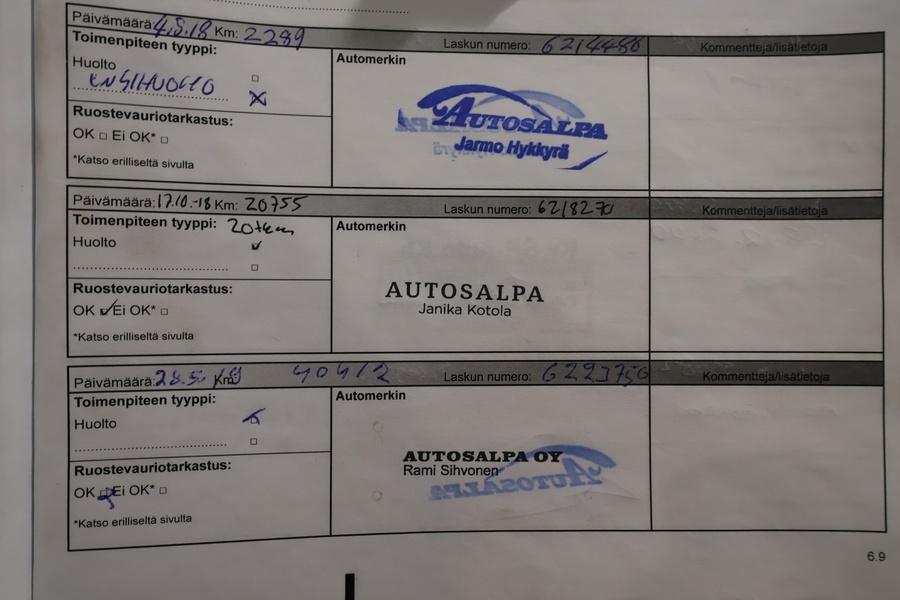 Päivämäärä: 4.5.18 Km: 2289 Laskun numero: 6214486 Kommentteja/lisätietoja
Toimenpiteen tyyppi:
Automerkin
Huolto
ENSIHUOLTO
Ruostevauriotarkastus:
OK Ei OK*
*Katso erilliseltä sivulta
AUTOSALPA
Jarmo Hykkyrä
Päivämäärä: 17.10.-18 Km: 20755 Laskun numero: 6218270 Kommentteja/lisätietoja
Toimenpiteen tyyppi: 20tkm
Automerkin
Huolto
Ruostevauriotarkastus:
OK Ei OK*
*Katso erilliseltä sivulta
AUTOSALPA
Janika Kotola
Päivämäärä: 28.5. 19 Km: 40412 Laskun numero: 6223750 Kommentteja/lisätietoja
Toimenpiteen tyyppi:
Automerkin
Huolto
Ruostevauriotarkastus:
OK Ei OK*
*Katso erilliseltä sivulta
AUTOSALPA OY
Rami Sihvonen
AUTOSALPA
6.9